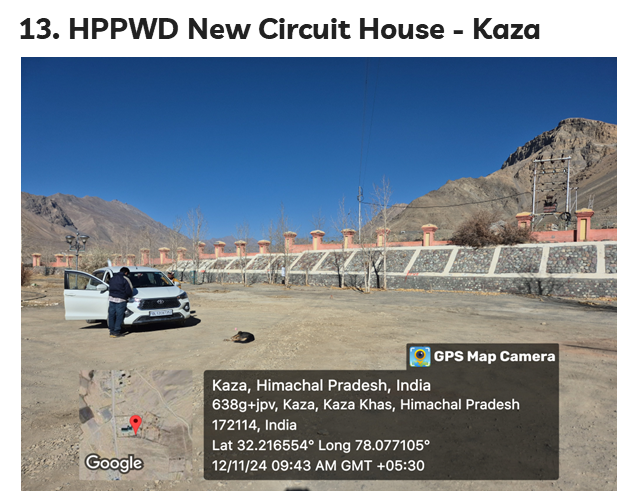 13. HPPWD New Circuit House - Kaza
GPS Map Camera
Kaza, Himachal Pradesh, India
638g+jpv, Kaza, Kaza Khas, Himachal Pradesh
172114, India
Lat 32.216554° Long 78.077105°
12/11/24 09:43 AM GMT +05:30
Google